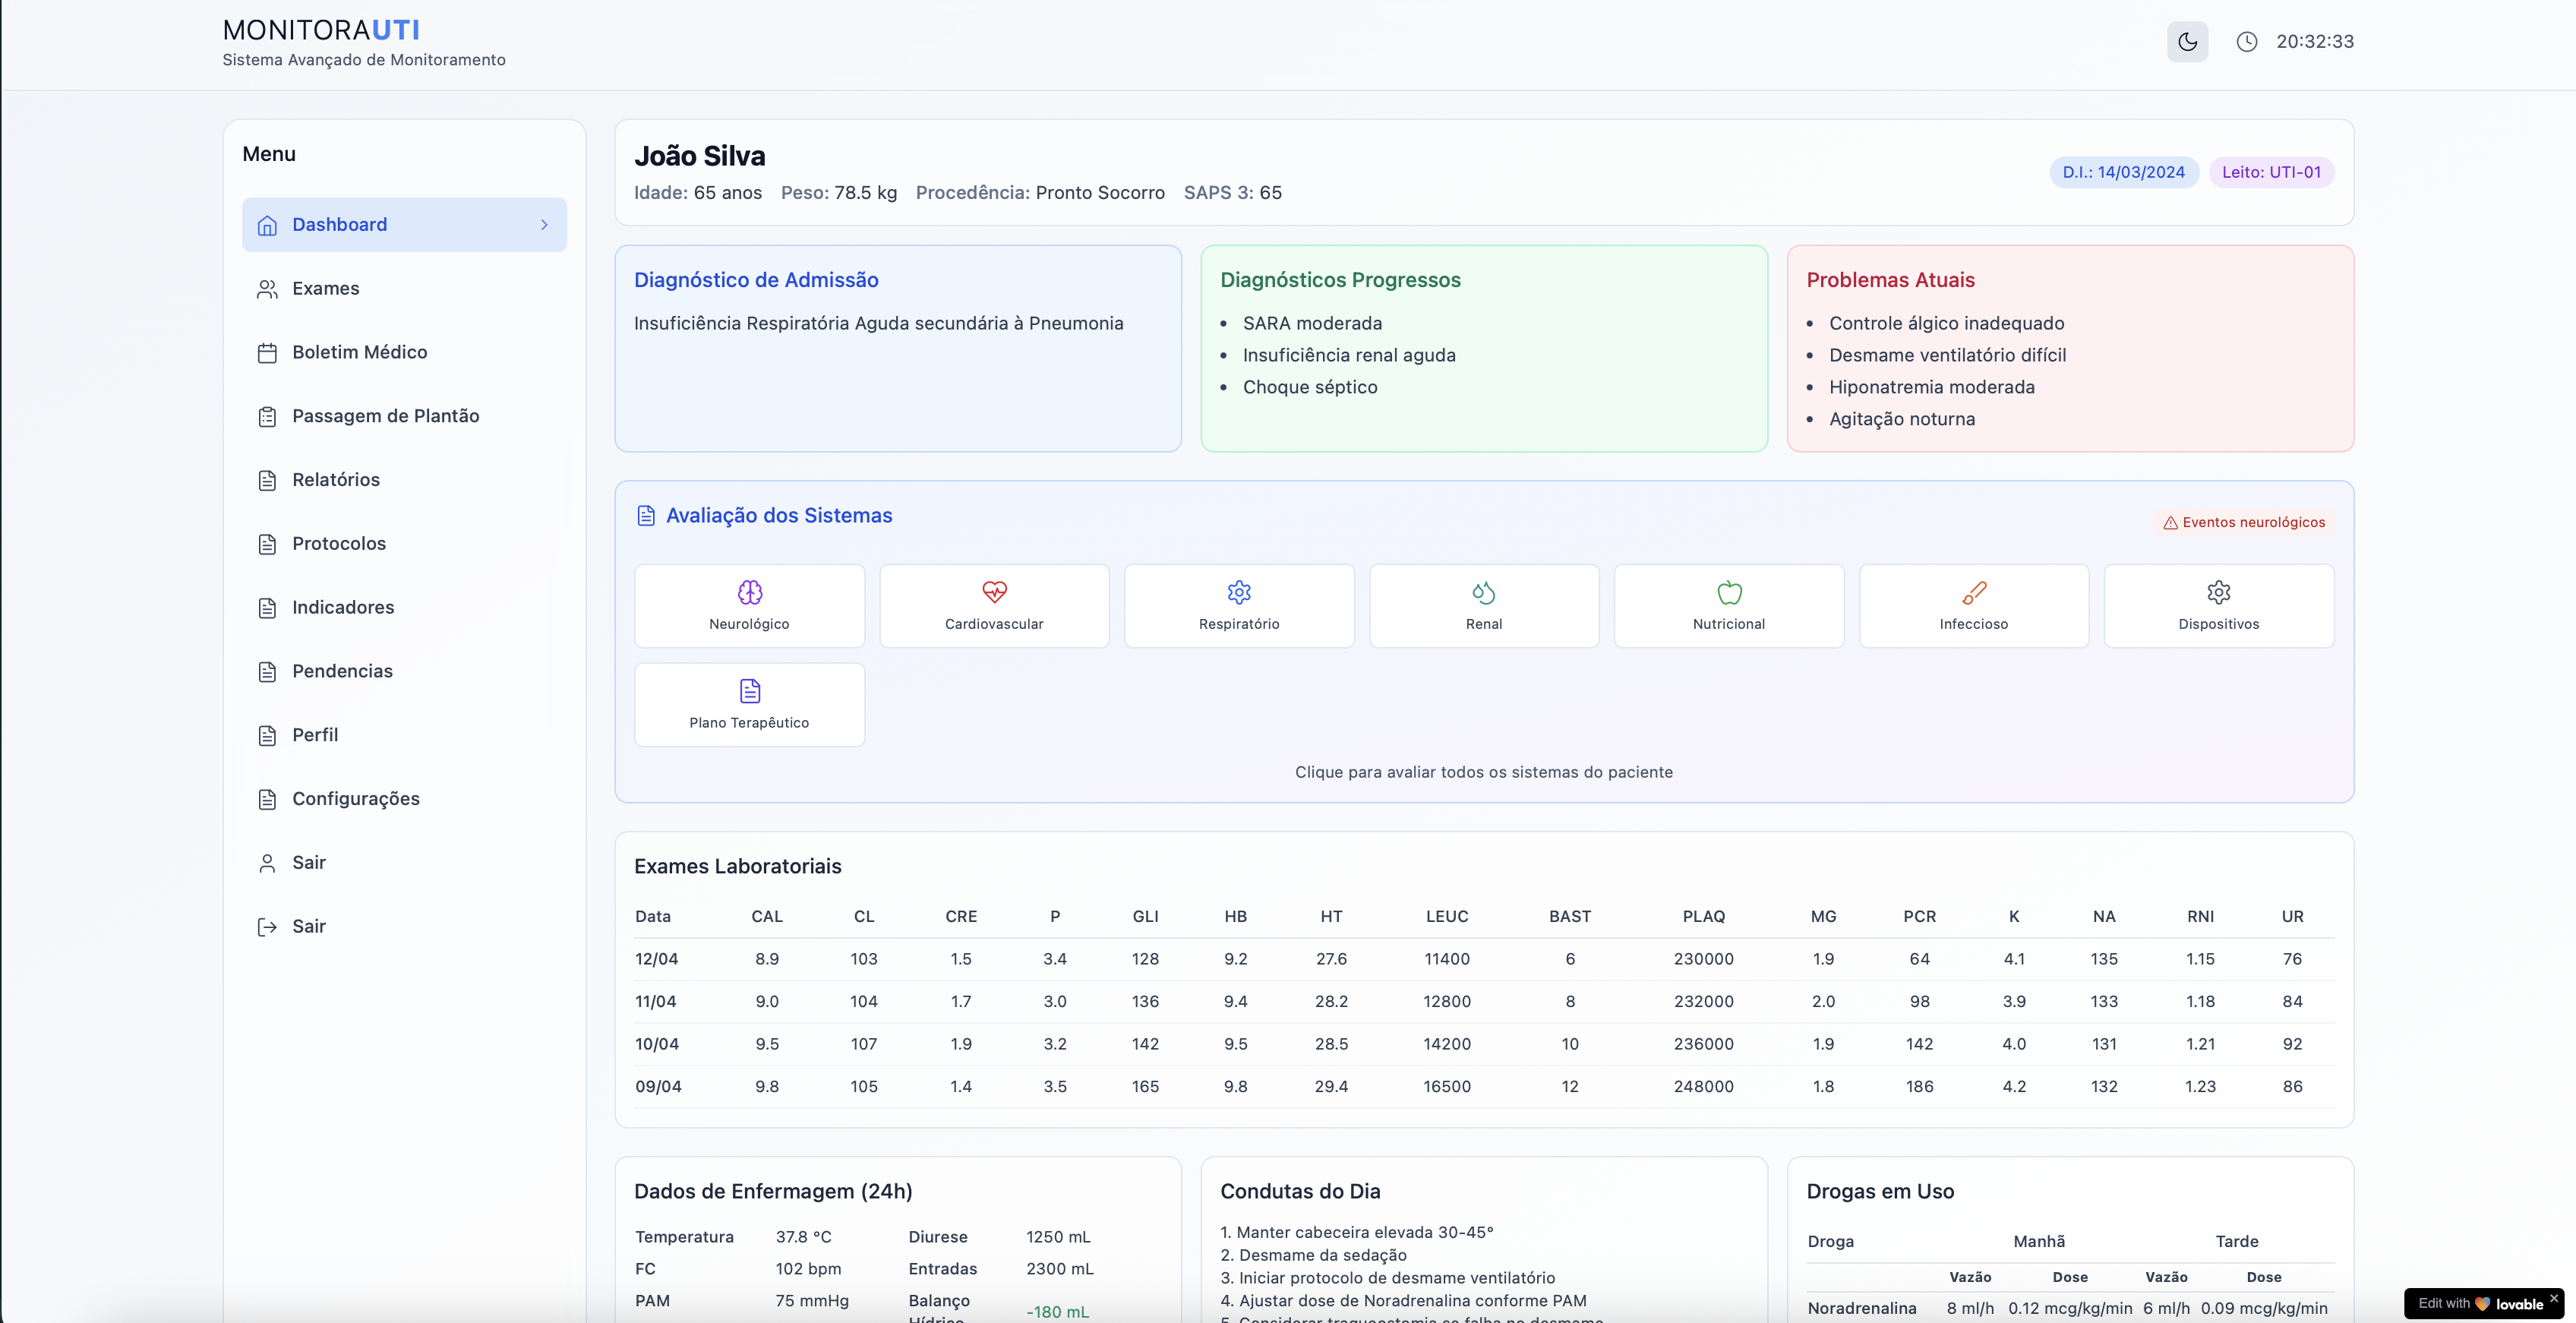 MONITORAUTI
Sistema Avançado de Monitoramento
20:32:33
Menu
Dashboard
Exames
Boletim Médico
Passagem de Plantão
Relatórios
Protocolos
Indicadores
Pendencias
Perfil
Configurações
Sair
Sair
João Silva
Idade: 65 anos Peso: 78.5 kg Procedência: Pronto Socorro SAPS 3: 65
D.I.: 14/03/2024 Leito: UTI-01
Diagnóstico de Admissão
Insuficiência Respiratória Aguda secundária à Pneumonia
Diagnósticos Progressos
• SARA moderada
• Insuficiência renal aguda
• Choque séptico
Problemas Atuais
• Controle álgico inadequado
• Desmame ventilatório difícil
• Hiponatremia moderada
• Agitação noturna
Avaliação dos Sistemas
Eventos neurológicos
Neurológico
Cardiovascular
Respiratório
Renal
Nutricional
Infeccioso
Dispositivos
Plano Terapêutico
Clique para avaliar todos os sistemas do paciente
Exames Laboratoriais
Data CAL CL CRE P GLI HB HT LEUC BAST PLAQ MG PCR K NA RNI UR
12/04 8.9 103 1.5 3.4 128 9.2 27.6 11400 6 230000 1.9 64 4.1 135 1.15 76
11/04 9.0 104 1.7 3.0 136 9.4 28.2 12800 8 232000 2.0 98 3.9 133 1.18 84
10/04 9.5 107 1.9 3.2 142 9.5 28.5 14200 10 236000 1.9 142 4.0 131 1.21 92
09/04 9.8 105 1.4 3.5 165 9.8 29.4 16500 12 248000 1.8 186 4.2 132 1.23 86
Dados de Enfermagem (24h)
Temperatura 37.8 °C Diurese 1250 mL
FC 102 bpm Entradas 2300 mL
PAM 75 mmHg Balanço Hídrico -180 mL
Condutas do Dia
1. Manter cabeceira elevada 30-45°
2. Desmame da sedação
3. Iniciar protocolo de desmame ventilatório
4. Ajustar dose de Noradrenalina conforme PAM
5. Considerar traqueostomia se falha no desmame
Drogas em Uso
Droga Manhã Tarde
Vazão Dose Vazão Dose
Noradrenalina 8 ml/h 0.12 mcg/kg/min 6 ml/h 0.09 mcg/kg/min
Edit with lovable